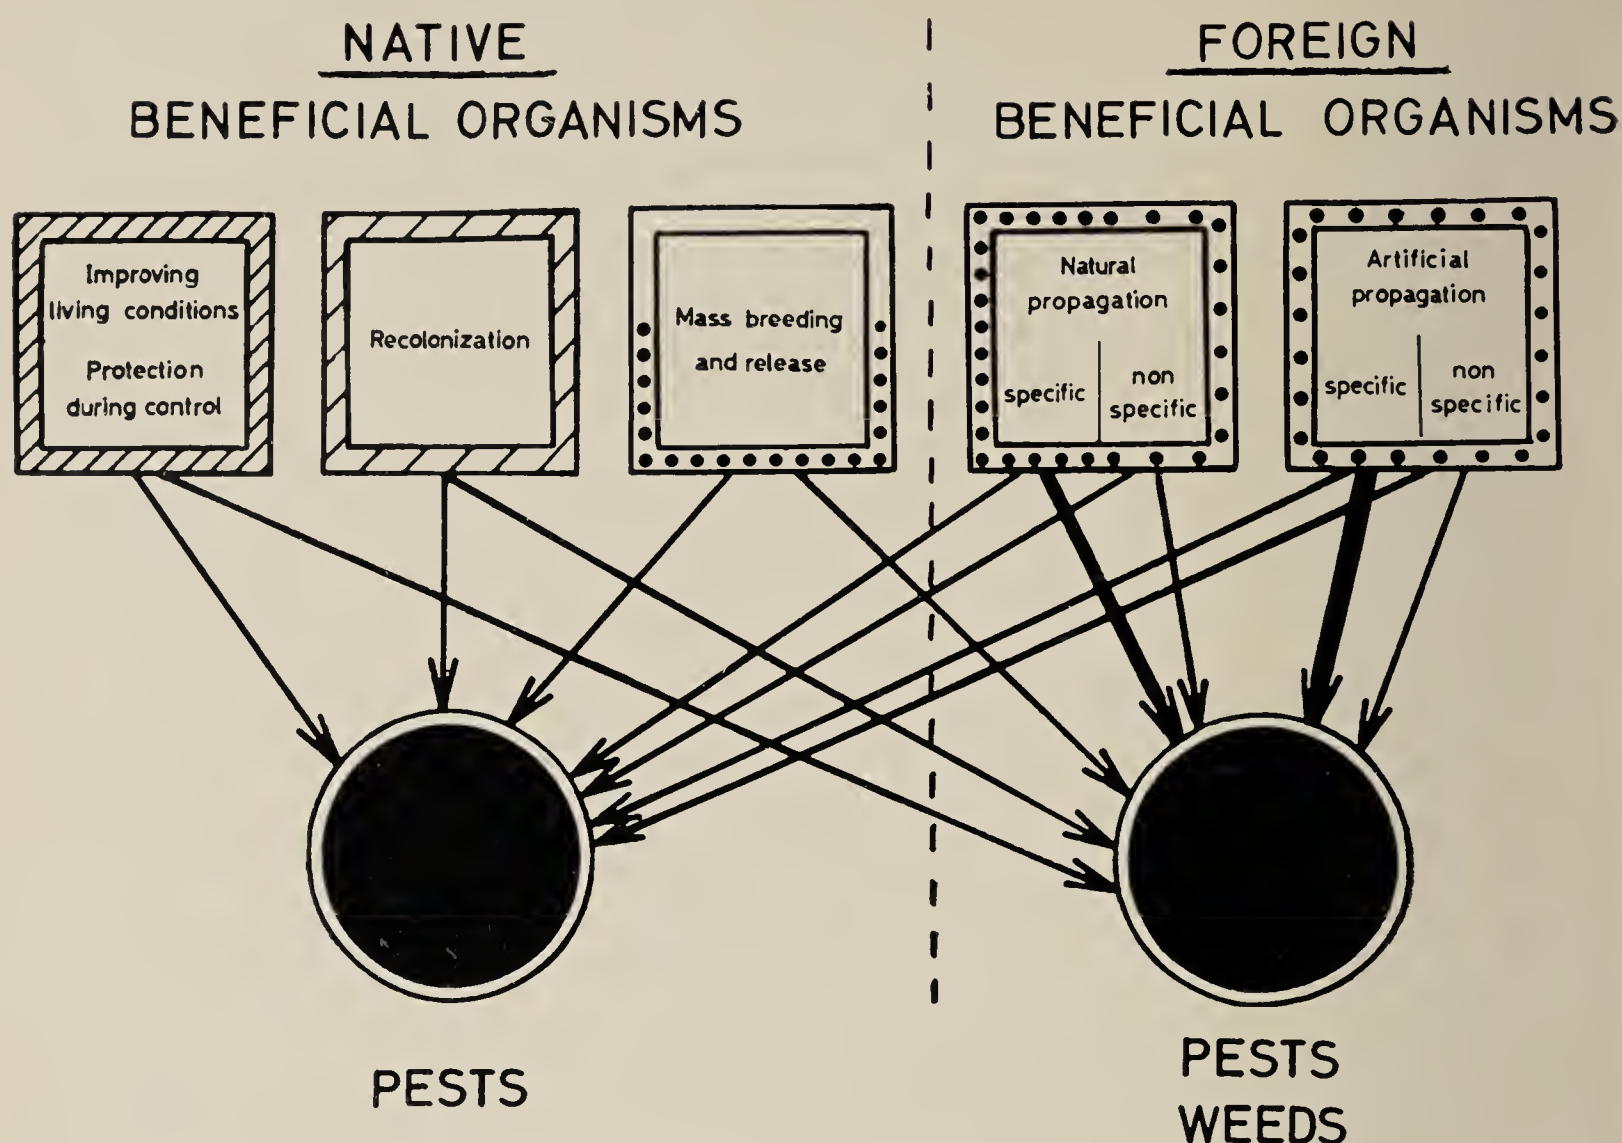 NATIVE
BENEFICIAL ORGANISMS
FOREIGN
BENEFICIAL ORGANISMS
Improving
living conditions
Protection
during control
Recolonization
Mass breeding
and release
Natural
propagation
specific
non
specific
Artificial
propagation
specific
non
specific
PESTS
PESTS
WEEDS